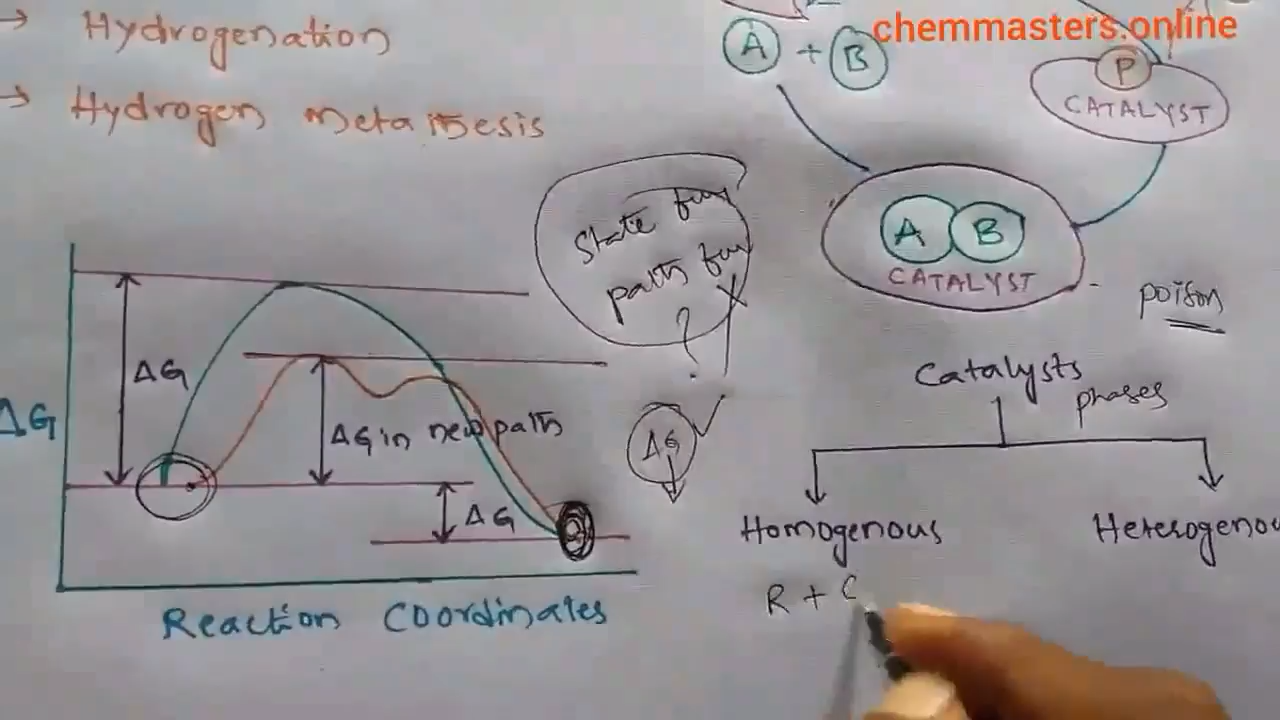 → Hydrogenation
→ Hydrogen metathesis
chemmasters.online
A + B
P
CATALYST
A B
CATALYST
poison
State fun
path fun
?
ΔG
ΔG
ΔG
ΔG in new path
ΔG
Reaction Coordinates
Catalysts
phases
Homogenous
Heterogenou
R + C